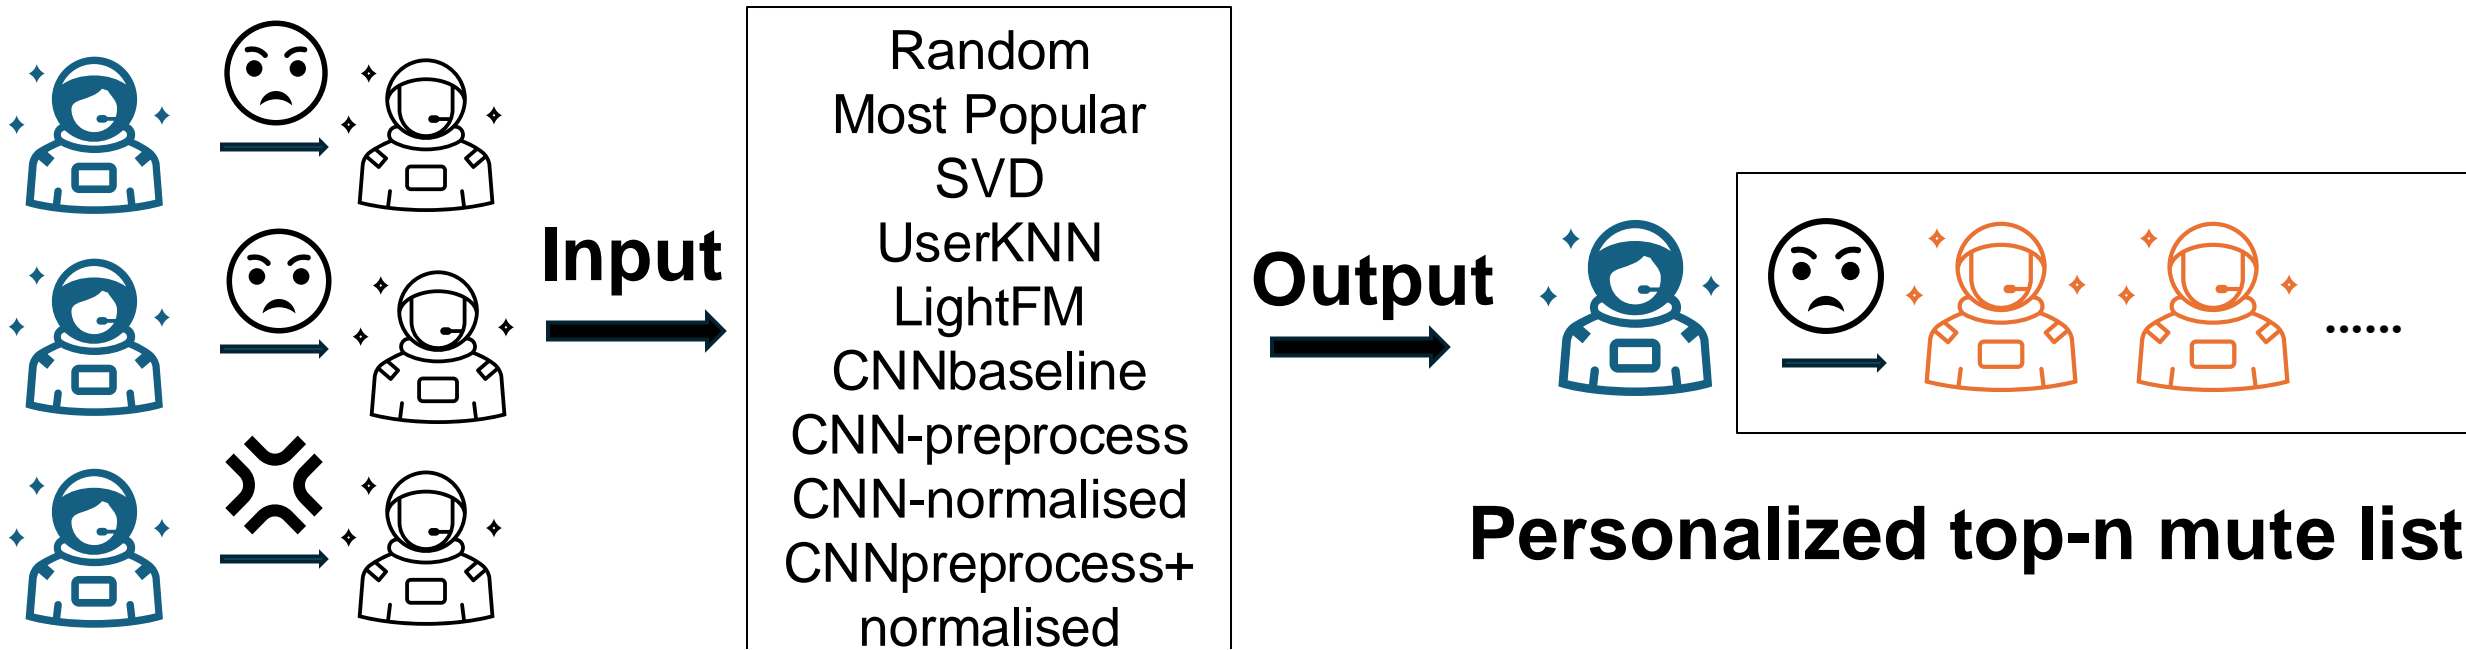 Input
Random
Most Popular
SVD
UserKNN
LightFM
CNNbaseline
CNN-preprocess
CNN-normalised
CNNpreprocess+
normalised
Output
......
Personalized top-n mute list